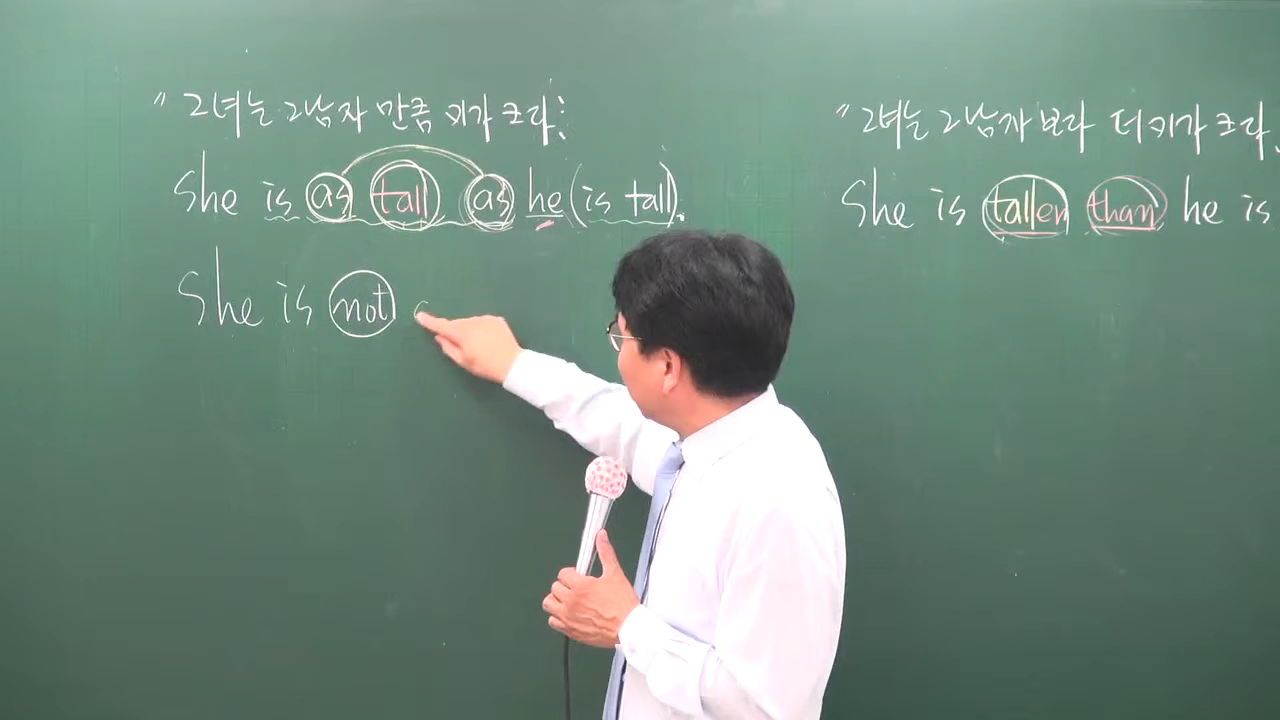 " 그녀는 그남자 만큼 키가 크다.
She is as tall as he (is tall).
She is not
" 그녀는 그남자 보다 더 키가 크다.
She is taller than he is